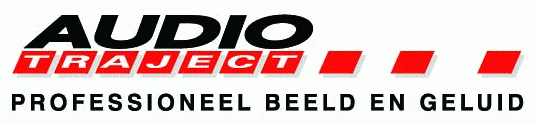 AUDIO
TRAJECT
PROFESSIONEEL BEELD EN GELUID